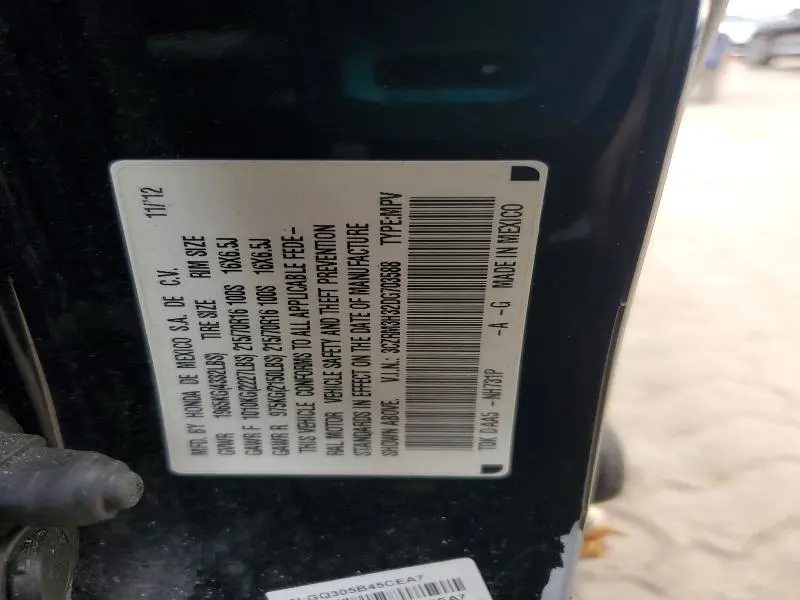 MFD. BY HONDA DE MEXICO S.A. DE C.V. 11/'12
GVWR 1965KG(4332LBS) TIRE SIZE RIM SIZE
GAWR F 1010KG(2227LBS) 215/70R16 100S 16X6.5J
GAWR R 975KG(2150LBS) 215/70R16 100S 16X6.5J
THIS VEHICLE CONFORMS TO ALL APPLICABLE FEDE-
RAL MOTOR VEHICLE SAFETY AND THEFT PREVENTION
STANDARDS IN EFFECT ON THE DATE OF MANUFACTURE
SHOWN ABOVE. V.I.N.: 3CZRM3H32DG703686 TYPE:MPV
TOK DAA5 -NH731P -A -G MADE IN MEXICO
GQ305B45CEA7